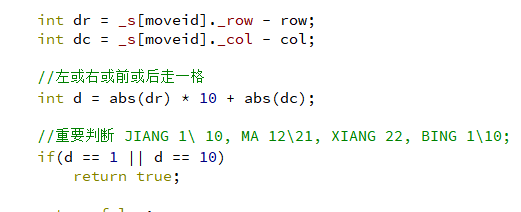 int dr = _s[moveid]._row - row;
int dc = _s[moveid]._col - col;
//左或右或前或后走一格
int d = abs(dr) * 10 + abs(dc);
//重要判断 JIANG 1\ 10, MA 12\21, XIANG 22, BING 1\10;
if(d == 1 || d == 10)
return true;